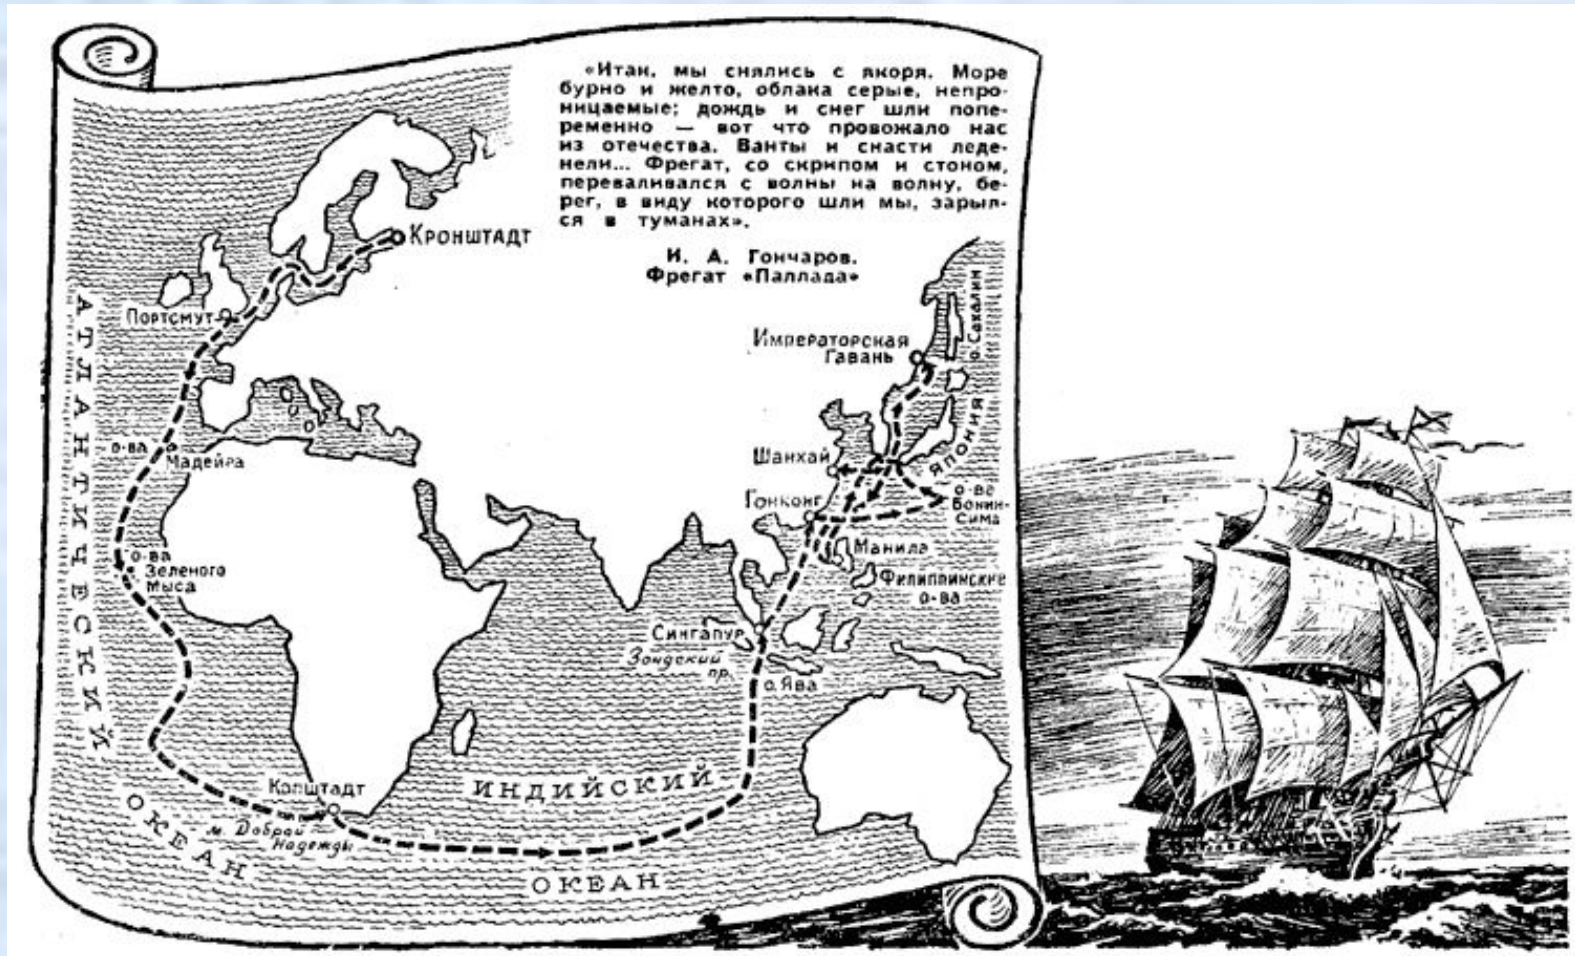 «Итак, мы снялись с якоря. Море
бурно и желто, облака серые, непро-
ницаемые; дождь и снег шли попе-
ременно — вот что провожало нас
из отечества. Ванты и снасти леде-
нели... Фрегат, со скрипом и стоном,
переваливался с волны на волну, бе-
рег, в виду которого шли мы, зарыл-
ся в туманах».
И. А. Гончаров.
Фрегат «Паллада»
Кронштадт
Портсмут
АТЛАНТИЧЕСКИЙ
ОКЕАН
о-ва
Мадейра
о-ва
Зеленого
Мыса
Капштадт
м. Доброй
Надежды
ИНДИЙСКИЙ
ОКЕАН
Императорская
Гавань
о. Сахалин
ЯПОНИЯ
Шанхай
Гонконг
о-ва
Бонин-
Сима
Манила
Филиппинские
о-ва
Сингапур
Зондский
пр.
о. Ява